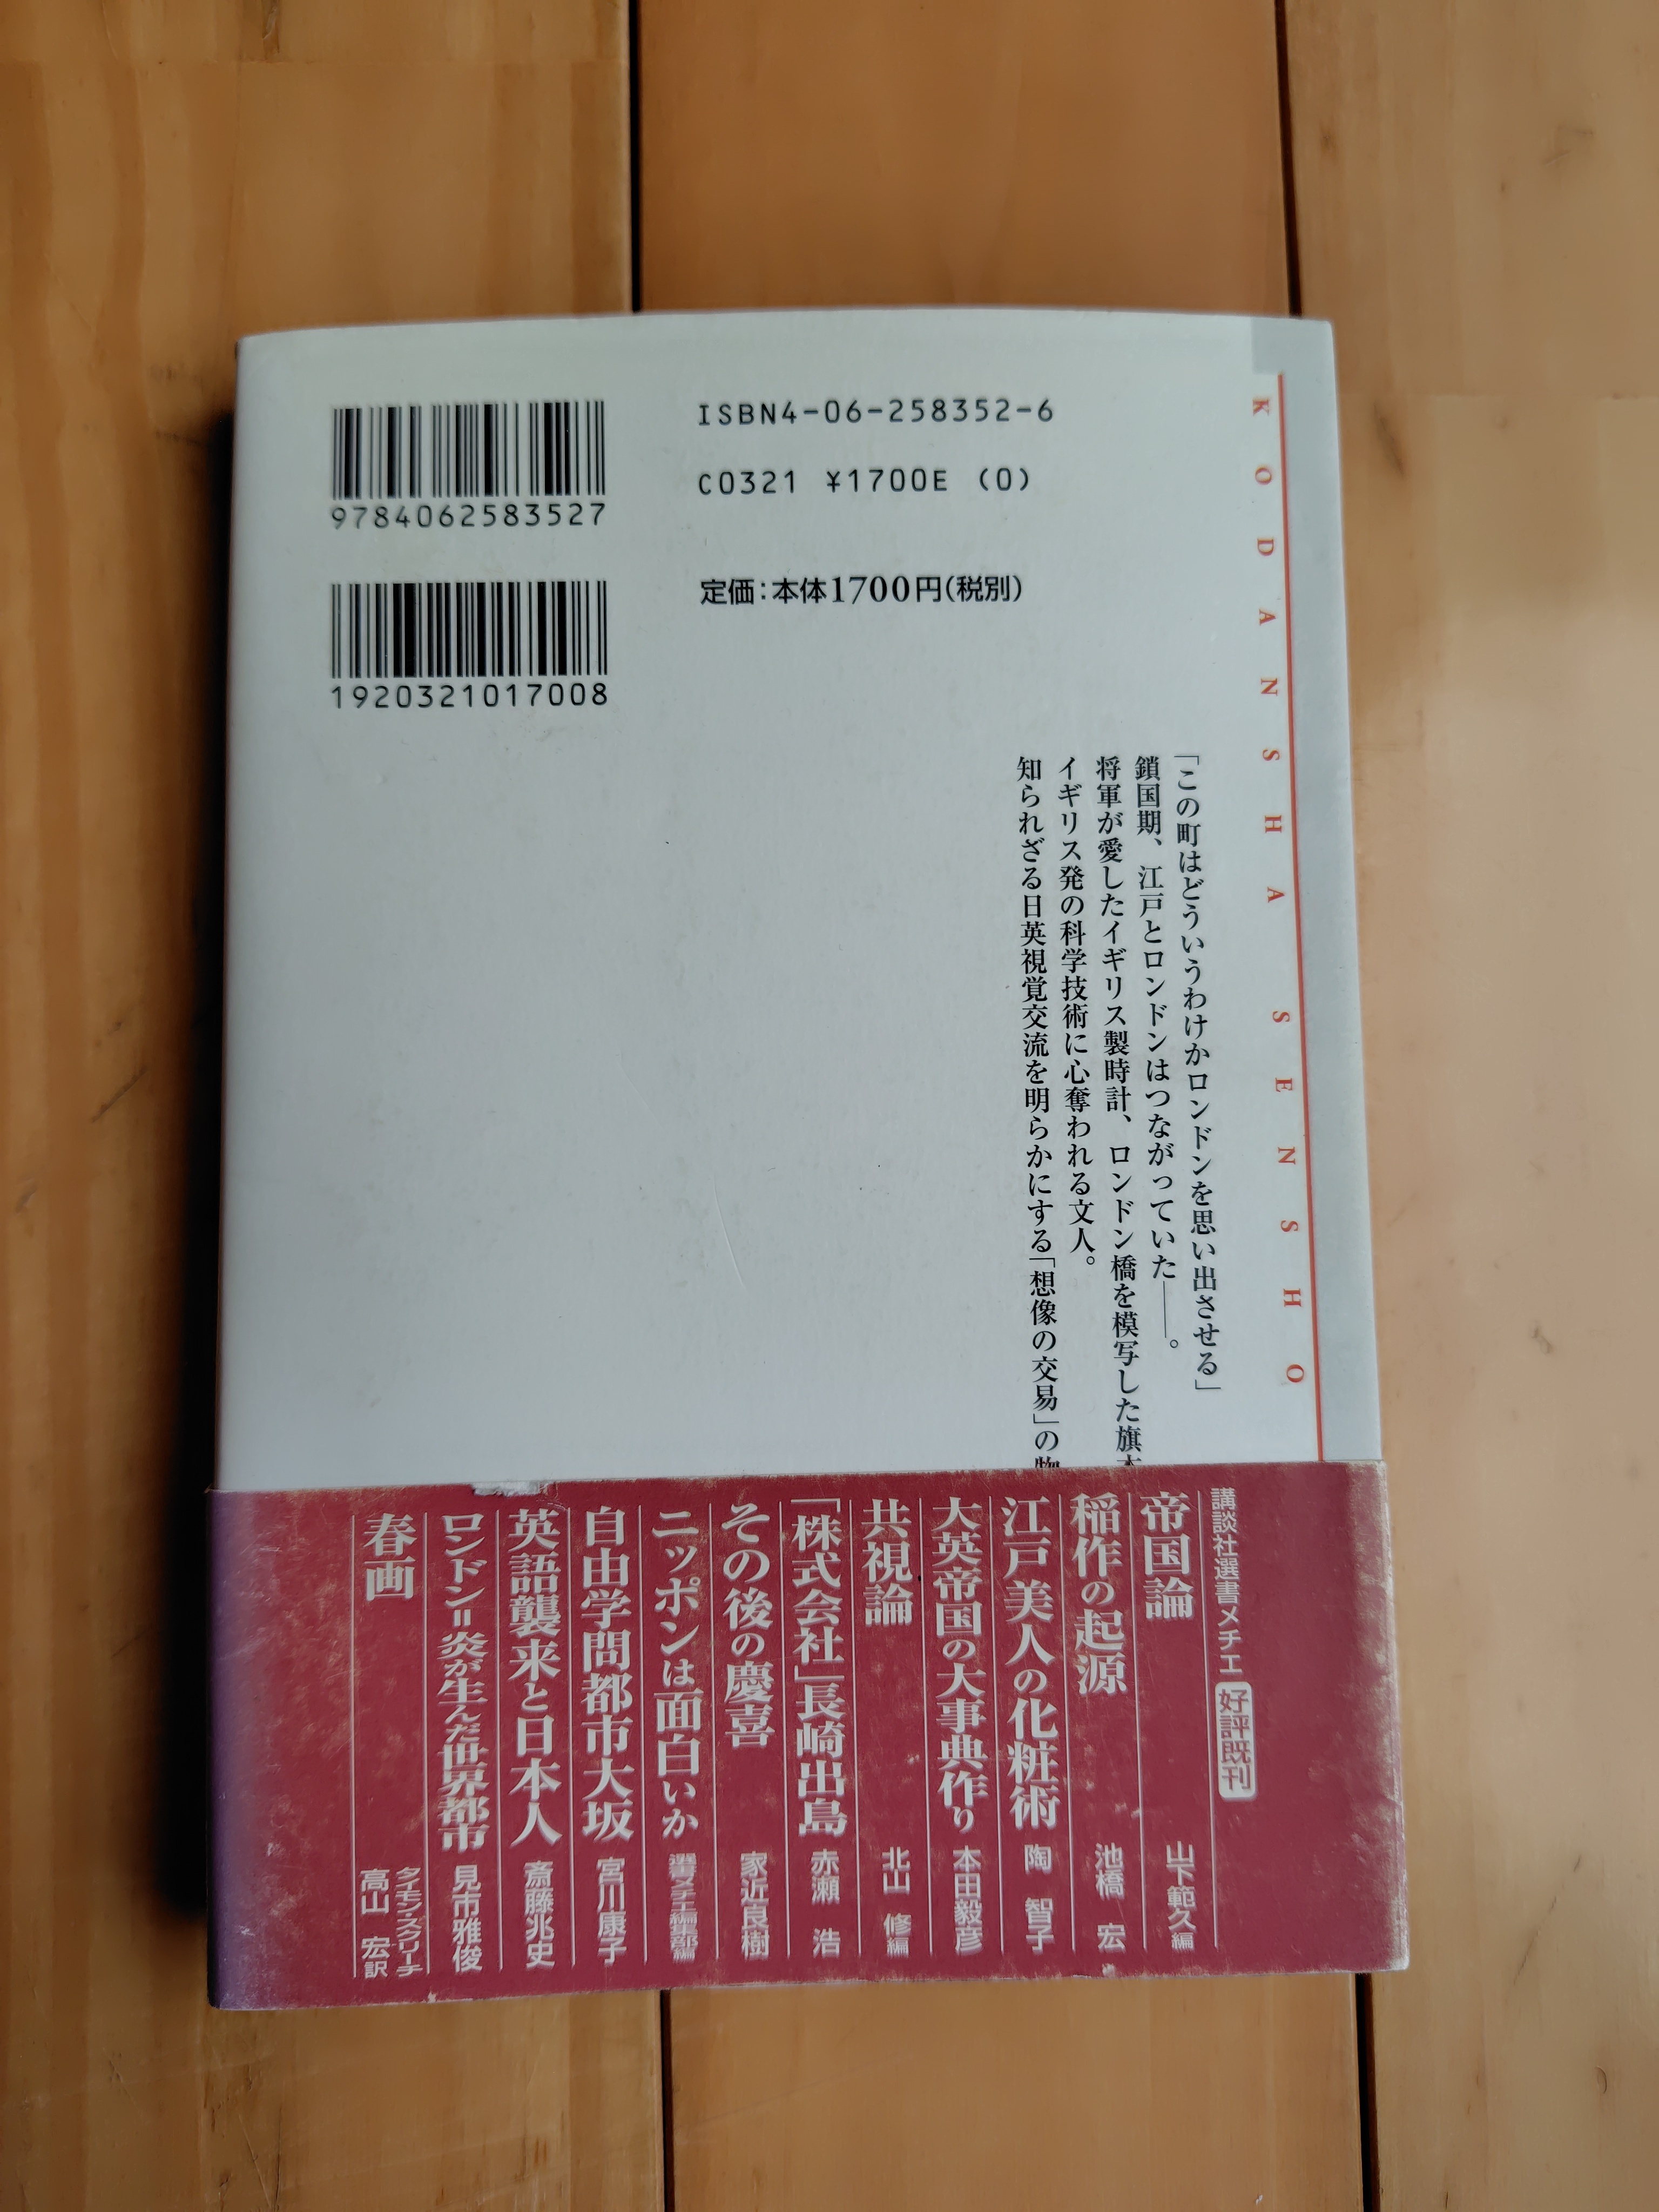 ISBN4-06-258352-6
C0321 ¥1700E (0)
定価：本体1700円（税別）
9784062583527
1920321017008
KODANSHA SENSHO
「この町はどういうわけかロンドンを思い出させる」
鎖国期、江戸とロンドンはつながっていた——。
将軍が愛したイギリス製時計、ロンドン橋を模写した旗本
イギリス発の科学技術に心奪われる文人。
知られざる日英視覚交流を明らかにする「想像の交易」の物
講談社選書メチエ 好評既刊
帝国論 山下範久編
稲作の起源 池橋 宏
江戸美人の化粧術 陶 智子
大英帝国の大事典作り 本田毅彦
共視論 北山 修編
「株式会社」長崎出島 赤瀬 浩
その後の慶喜 家近良樹
ニッポンは面白いか 選書メチエ編集部編
自由学問都市大坂 宮川康子
英語襲来と日本人 斎藤兆史
ロンドン＝炎が生んだ世界都市 見市雅俊
春画 タイモン・スクリーチ 高山 宏訳